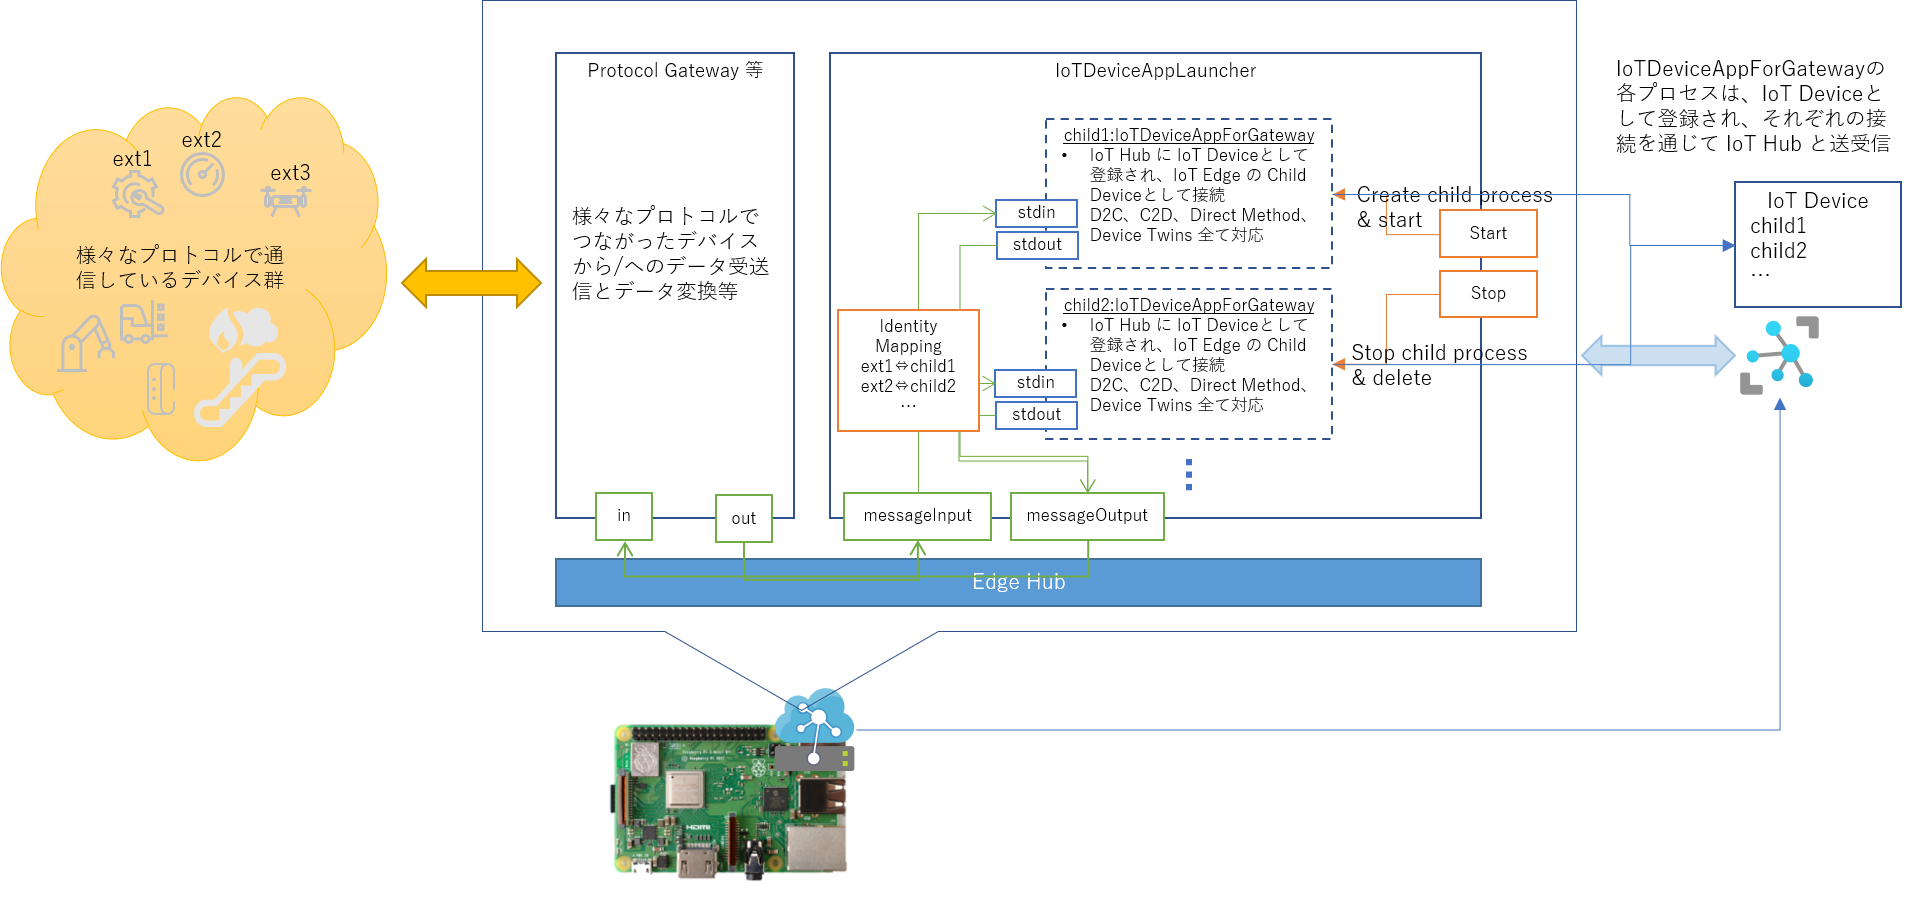 Protocol Gateway 等
様々なプロトコルで
つながったデバイス
から/へのデータ受送
信とデータ変換等
in
out
IoTDeviceAppLauncher
child1:IoTDeviceAppForGateway
• IoT Hub に IoT Deviceとして
登録され、IoT Edge の Child
Deviceとして接続
D2C、C2D、Direct Method、
Device Twins 全て対応
stdin
stdout
child2:IoTDeviceAppForGateway
• IoT Hub に IoT Deviceとして
登録され、IoT Edge の Child
Deviceとして接続
D2C、C2D、Direct Method、
Device Twins 全て対応
stdin
stdout
Identity
Mapping
ext1⇔child1
ext2⇔child2
…
messageInput
messageOutput
Create child process
& start
Start
Stop
Stop child process
& delete
Edge Hub
ext1
ext2
ext3
様々なプロトコルで通
信しているデバイス群
IoTDeviceAppForGatewayの
各プロセスは、IoT Deviceと
して登録され、それぞれの接
続を通じて IoT Hub と送受信
IoT Device
child1
child2
…
HDMI